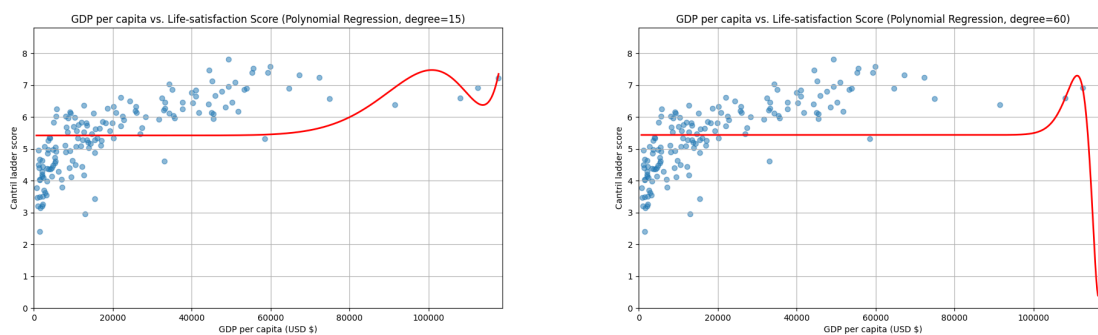 GDP per capita vs. Life-satisfaction Score (Polynomial Regression, degree=15)
8
7
6
5
4
3
2
1
0
Cantril ladder score
0 20000 40000 60000 80000 100000
GDP per capita (USD $)
GDP per capita vs. Life-satisfaction Score (Polynomial Regression, degree=60)
8
7
6
5
4
3
2
1
0
Cantril ladder score
0 20000 40000 60000 80000 100000
GDP per capita (USD $)